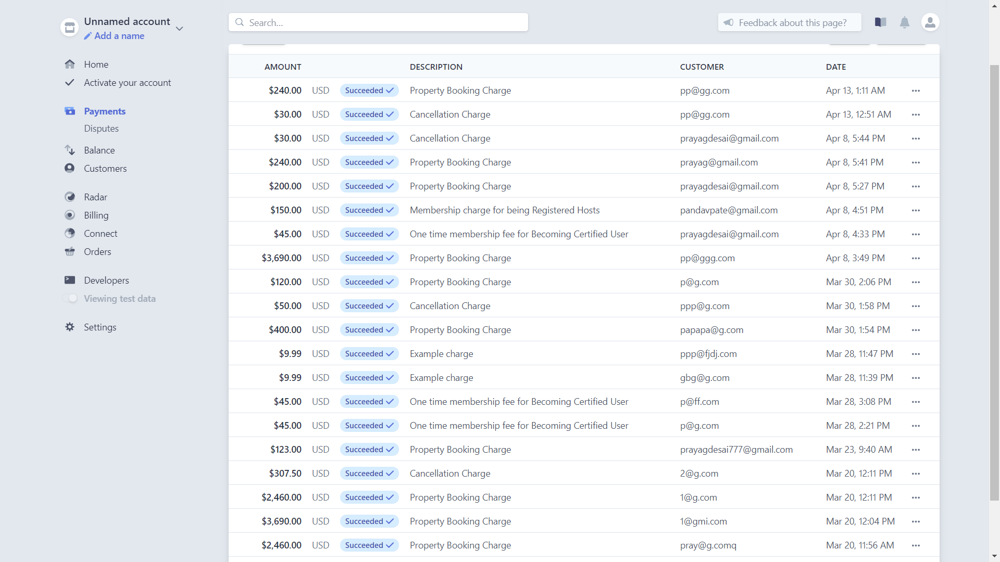 Unnamed account
Add a name
Search...
Feedback about this page?
Home
Activate your account
Payments
Disputes
Balance
Customers
Radar
Billing
Connect
Orders
Developers
Viewing test data
Settings
AMOUNT DESCRIPTION CUSTOMER DATE
$240.00 USD Succeeded Property Booking Charge pp@gg.com Apr 13, 1:11 AM
$30.00 USD Succeeded Cancellation Charge pp@gg.com Apr 13, 12:51 AM
$30.00 USD Succeeded Cancellation Charge prayagdesai@gmail.com Apr 8, 5:44 PM
$240.00 USD Succeeded Property Booking Charge prayag@gmail.com Apr 8, 5:41 PM
$200.00 USD Succeeded Property Booking Charge prayagdesai@gmail.com Apr 8, 5:27 PM
$150.00 USD Succeeded Membership charge for being Registered Hosts pandavpate@gmail.com Apr 8, 4:51 PM
$45.00 USD Succeeded One time membership fee for Becoming Certified User prayagdesai@gmail.com Apr 8, 4:33 PM
$3,690.00 USD Succeeded Property Booking Charge pp@ggg.com Apr 8, 3:49 PM
$120.00 USD Succeeded Property Booking Charge p@g.com Mar 30, 2:06 PM
$50.00 USD Succeeded Cancellation Charge ppp@g.com Mar 30, 1:58 PM
$400.00 USD Succeeded Property Booking Charge papapa@g.com Mar 30, 1:54 PM
$9.99 USD Succeeded Example charge ppp@fjdj.com Mar 28, 11:47 PM
$9.99 USD Succeeded Example charge gbg@g.com Mar 28, 11:39 PM
$45.00 USD Succeeded One time membership fee for Becoming Certified User p@ff.com Mar 28, 3:08 PM
$45.00 USD Succeeded One time membership fee for Becoming Certified User p@g.com Mar 28, 2:21 PM
$123.00 USD Succeeded Property Booking Charge prayagdesai777@gmail.com Mar 23, 9:40 AM
$307.50 USD Succeeded Cancellation Charge 2@g.com Mar 20, 12:11 PM
$2,460.00 USD Succeeded Property Booking Charge 1@g.com Mar 20, 12:11 PM
$3,690.00 USD Succeeded Property Booking Charge 1@gmi.com Mar 20, 12:04 PM
$2,460.00 USD Succeeded Property Booking Charge pray@g.comq Mar 20, 11:56 AM